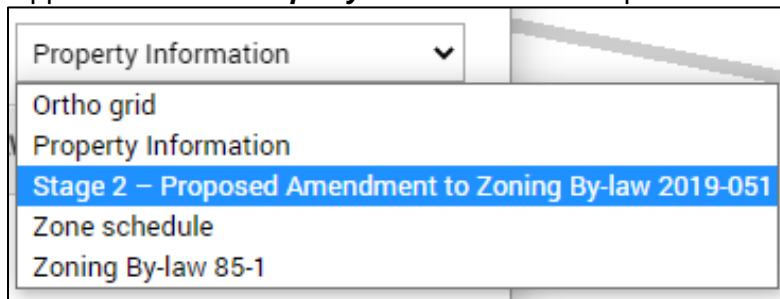 Property Information
Ortho grid
Property Information
Stage 2 – Proposed Amendment to Zoning By-law 2019-051
Zone schedule
Zoning By-law 85-1